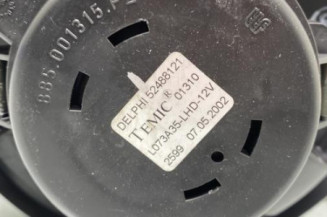 885.001315.
DELPHI 52488121
TEMIC® 01310
L073A35-LHD-12V
2599 07.05.2002